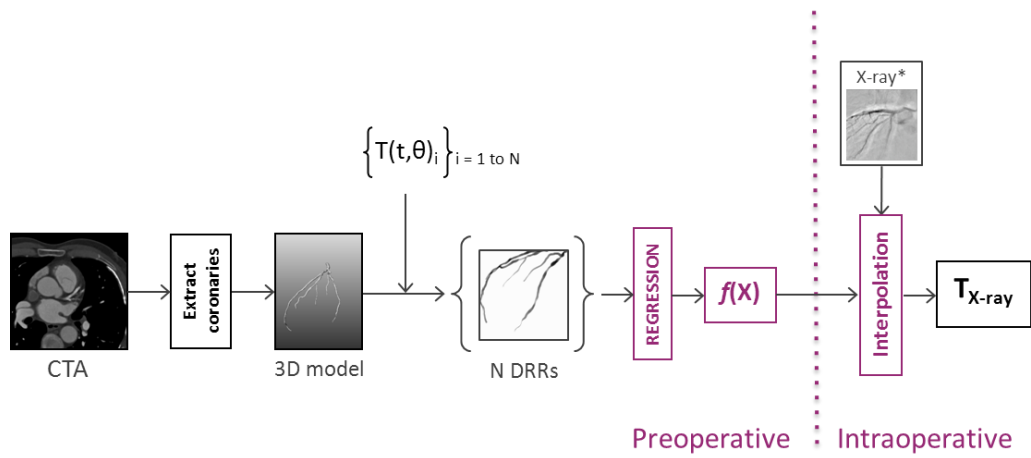 X-ray*
{T(t,θ)i}i = 1 to N
Extract
coronaries
REGRESSION
f(X)
Interpolation
TX-ray
CTA
3D model
N DRRs
Preoperative
Intraoperative